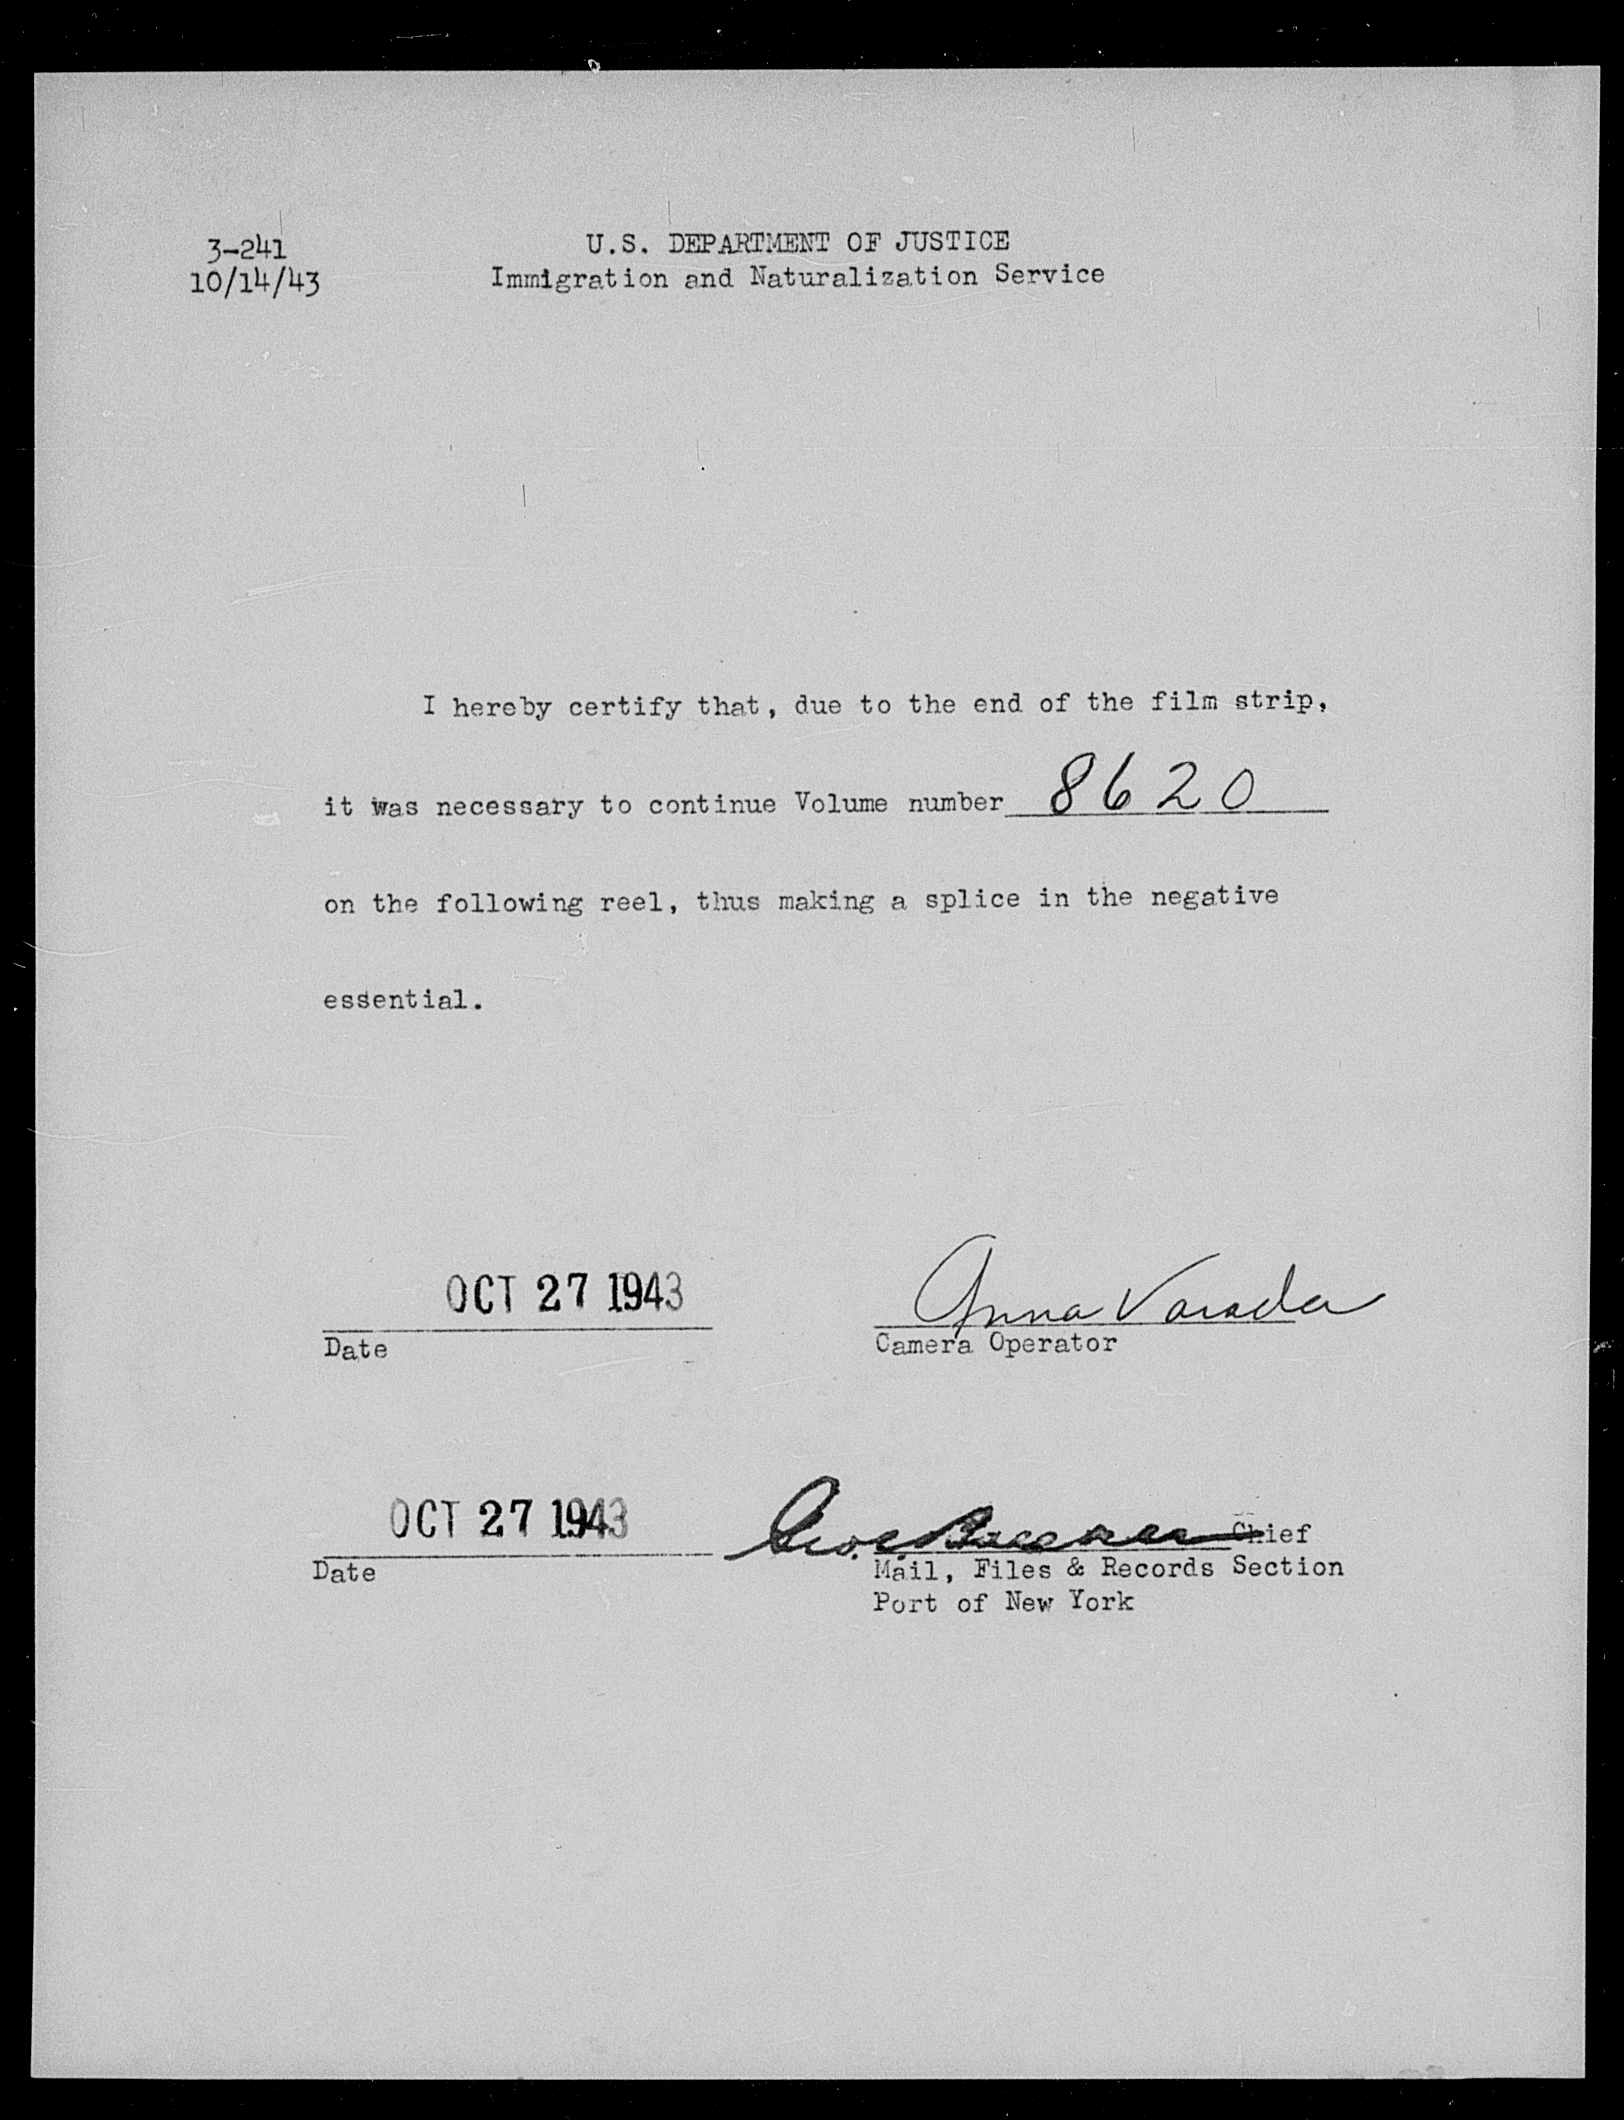 3-241
10/14/43
U.S. DEPARTMENT OF JUSTICE
Immigration and Naturalization Service
I hereby certify that, due to the end of the film strip,
it was necessary to continue Volume number 8620
on the following reel, thus making a splice in the negative
essential.
OCT 27 1943
Date
Anna Varada
Camera Operator
OCT 27 1943
Date
Geo. Chief
Mail, Files & Records Section
Port of New York